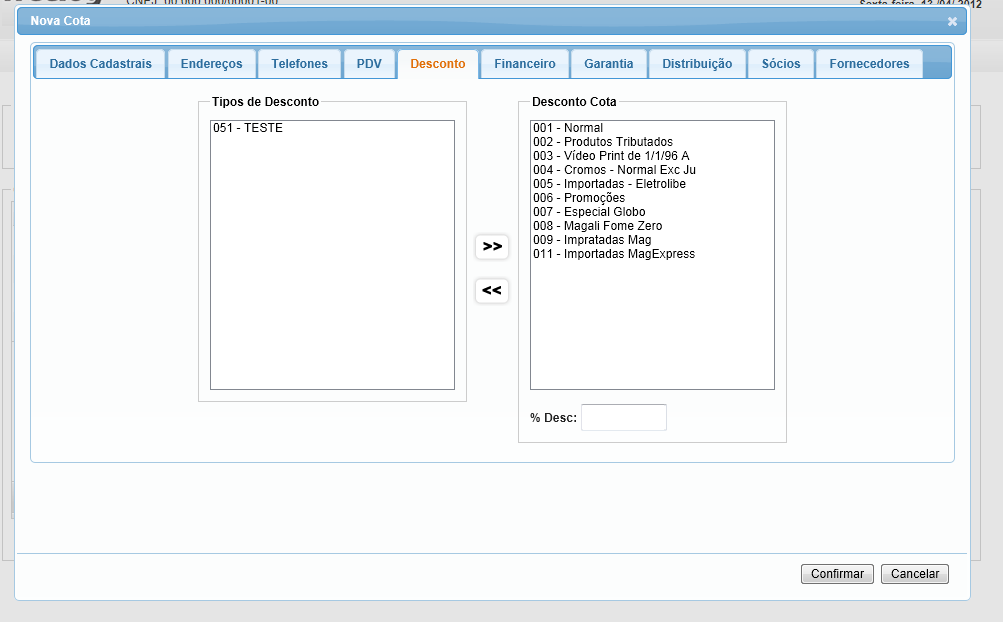 Nova Cota
Dados Cadastrais Endereços Telefones PDV Desconto Financeiro Garantia Distribuição Sócios Fornecedores
Tipos de Desconto
051 - TESTE
>>
<<
Desconto Cota
001 - Normal
002 - Produtos Tributados
003 - Vídeo Print de 1/1/96 A
004 - Cromos - Normal Exc Ju
005 - Importadas - Eletrolibe
006 - Promoções
007 - Especial Globo
008 - Magali Fome Zero
009 - Impratadas Mag
011 - Importadas MagExpress
% Desc:
Confirmar Cancelar